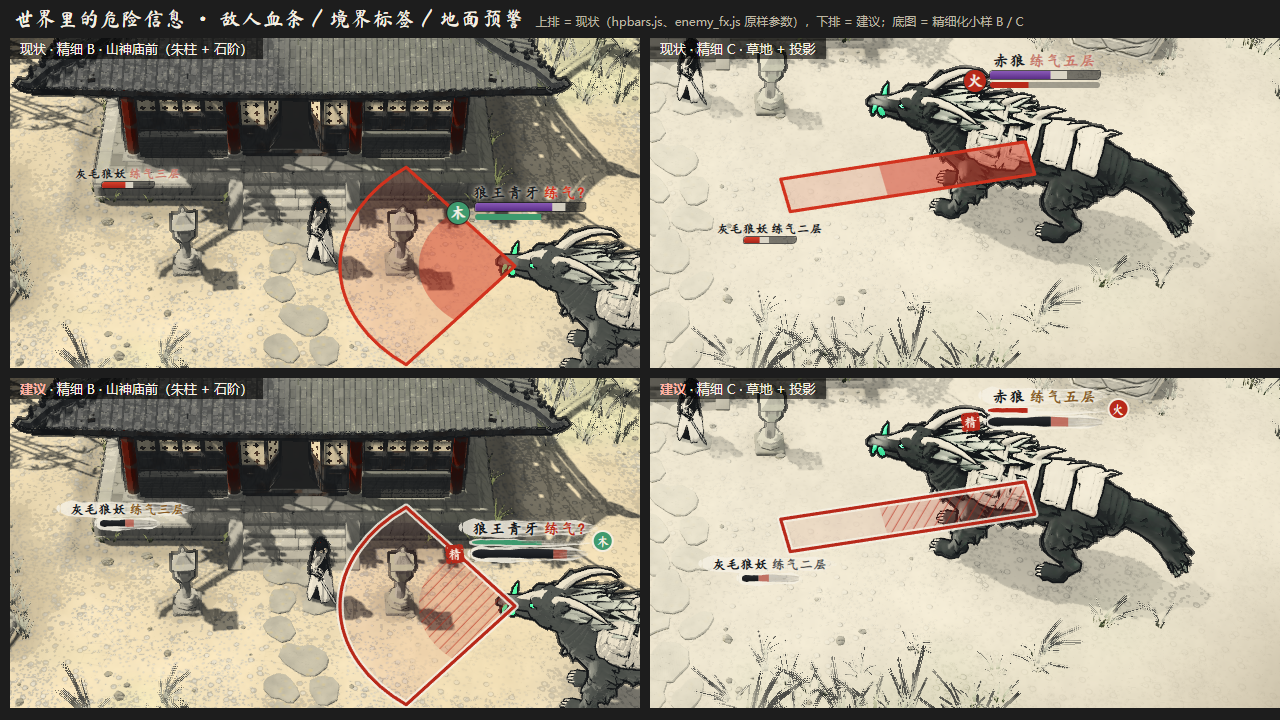 世界里的危险信息 · 敌人血条 / 境界标签 / 地面预警 上排 = 现状（hpbars.js、enemy_fx.js 原样参数），下排 = 建议；底图 = 精细化小样 B / C
现状 · 精细 B · 山神庙前（朱柱 + 石阶）
灰毛狼妖 练气三层
狼王青牙 练气?
木
现状 · 精细 C · 草地 + 投影
赤狼 练气五层
火
灰毛狼妖 练气二层
建议 · 精细 B · 山神庙前（朱柱 + 石阶）
灰毛狼妖 练气三层
狼王青牙 练气?
木
精
建议 · 精细 C · 草地 + 投影
赤狼 练气五层
火
精
灰毛狼妖 练气二层